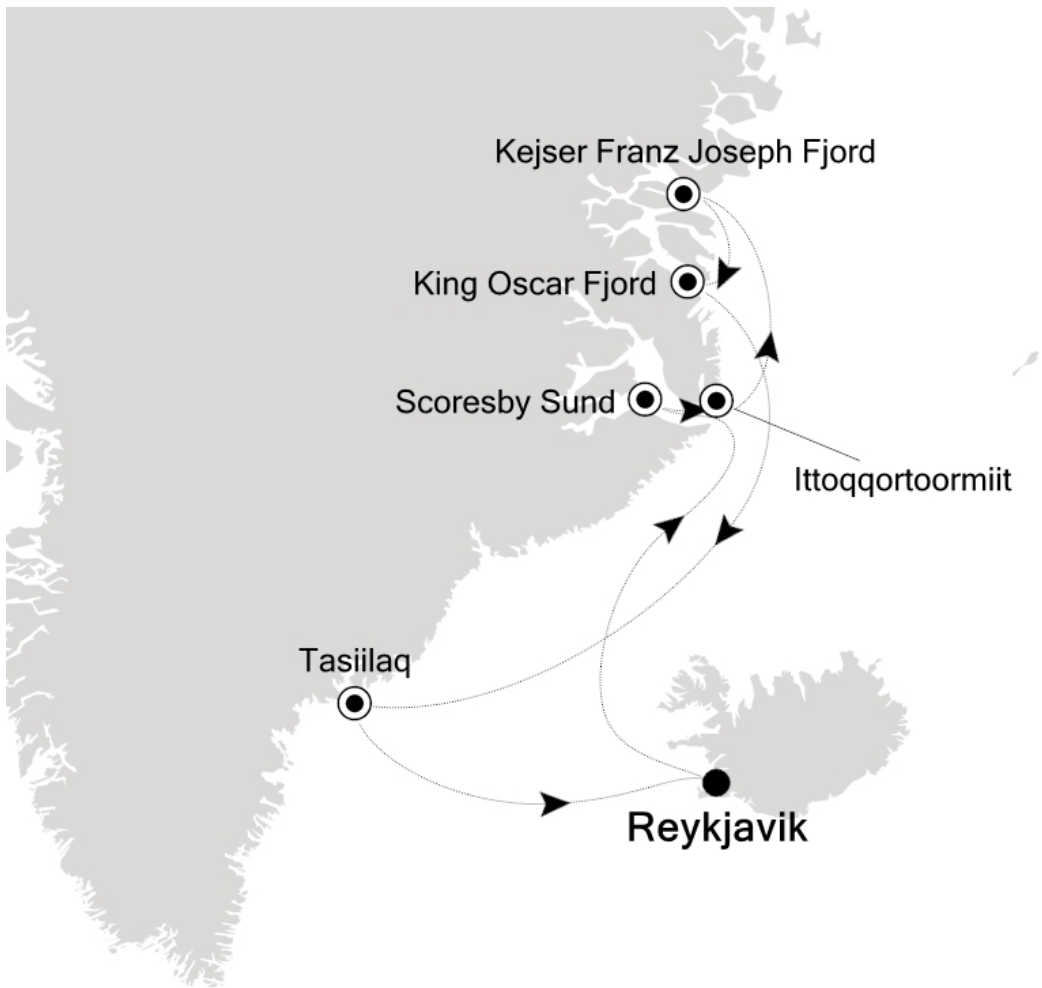 Kejser Franz Joseph Fjord
King Oscar Fjord
Scoresby Sund
Ittoqqortoormiit
Tasiilaq
Reykjavik